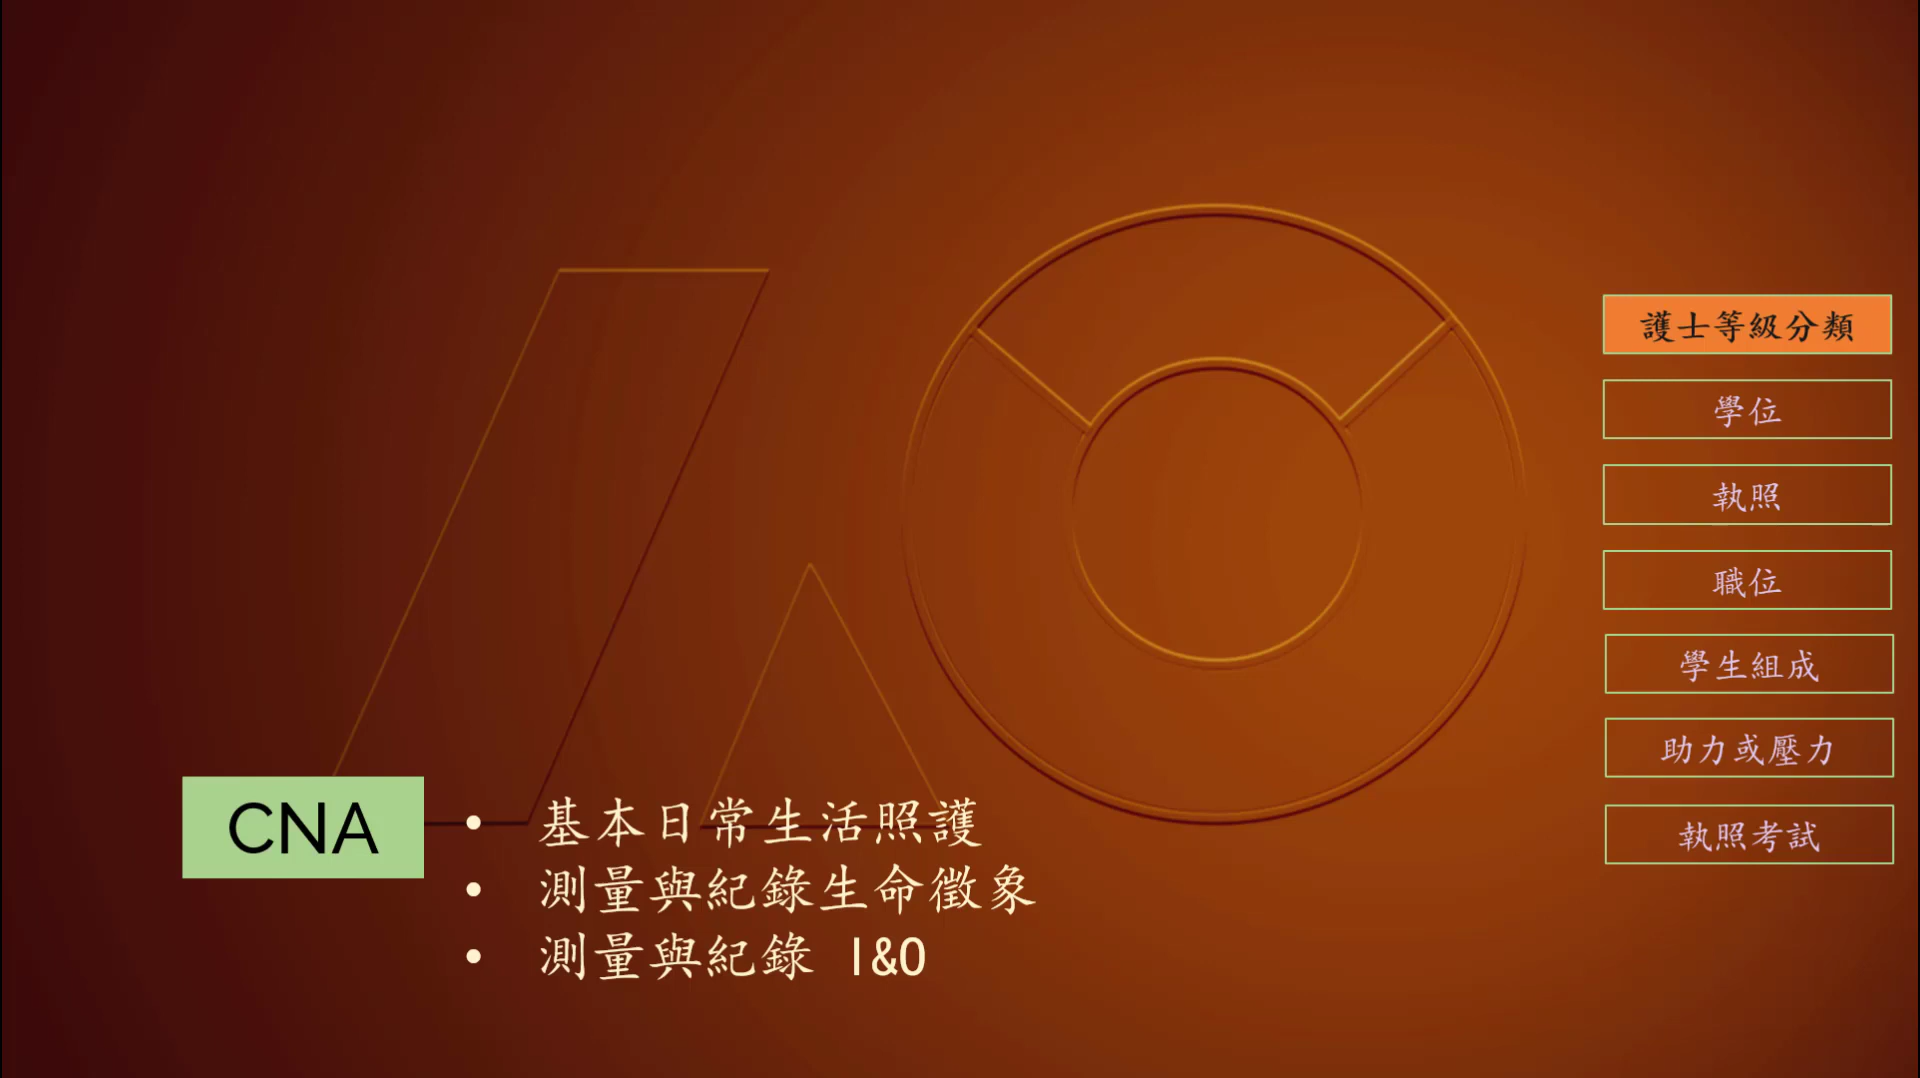 CNA
• 基本日常生活照護
• 測量與紀錄生命徵象
• 測量與紀錄 I&O
護士等級分類
學位
執照
職位
學生組成
助力或壓力
執照考試